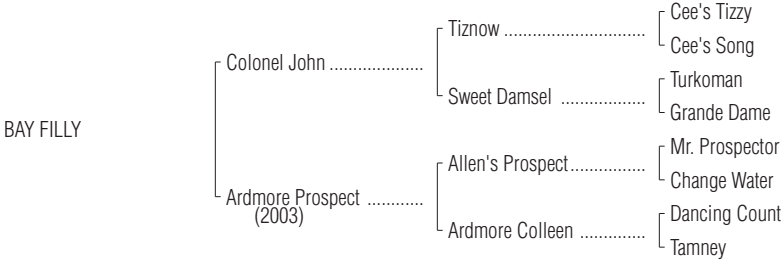 Cee's Tizzy
Tiznow ..............................
Cee's Song
Colonel John ....................
Turkoman
Sweet Damsel ..................
Grande Dame
BAY FILLY
Mr. Prospector
Allen's Prospect................
Change Water
Ardmore Prospect ............
(2003)
Dancing Count
Ardmore Colleen ..............
Tamney